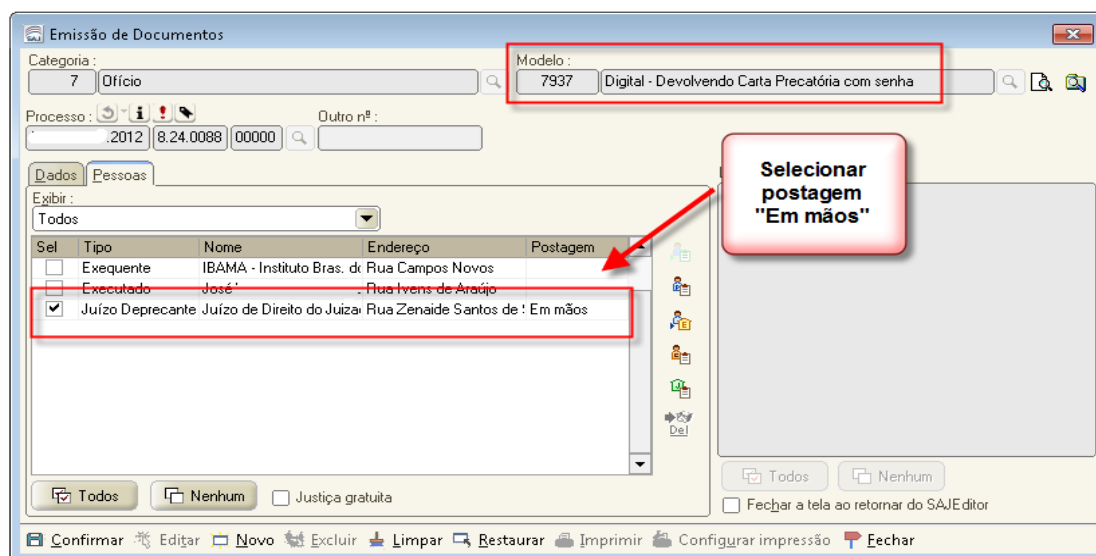 Emissão de Documentos
Categoria :
7 Ofício
Modelo :
7937 Digital - Devolvendo Carta Precatória com senha
Processo :
Outro nº :
.2012 8.24.0088 00000
Dados Pessoas
Exibir :
Todos
Selecionar
postagem
"Em mãos"
Sel Tipo Nome Endereço Postagem
Exequente IBAMA - Instituto Bras. do Rua Campos Novos
Executado José Rua Ivens de Araújo
Juízo Deprecante Juízo de Direito do Juiza Rua Zenaide Santos de Em mãos
Del
Todos Nenhum Justiça gratuita
Todos Nenhum
Fechar a tela ao retornar do SAJEditor
Confirmar Editar Novo Excluir Limpar Restaurar Imprimir Configurar impressão Fechar